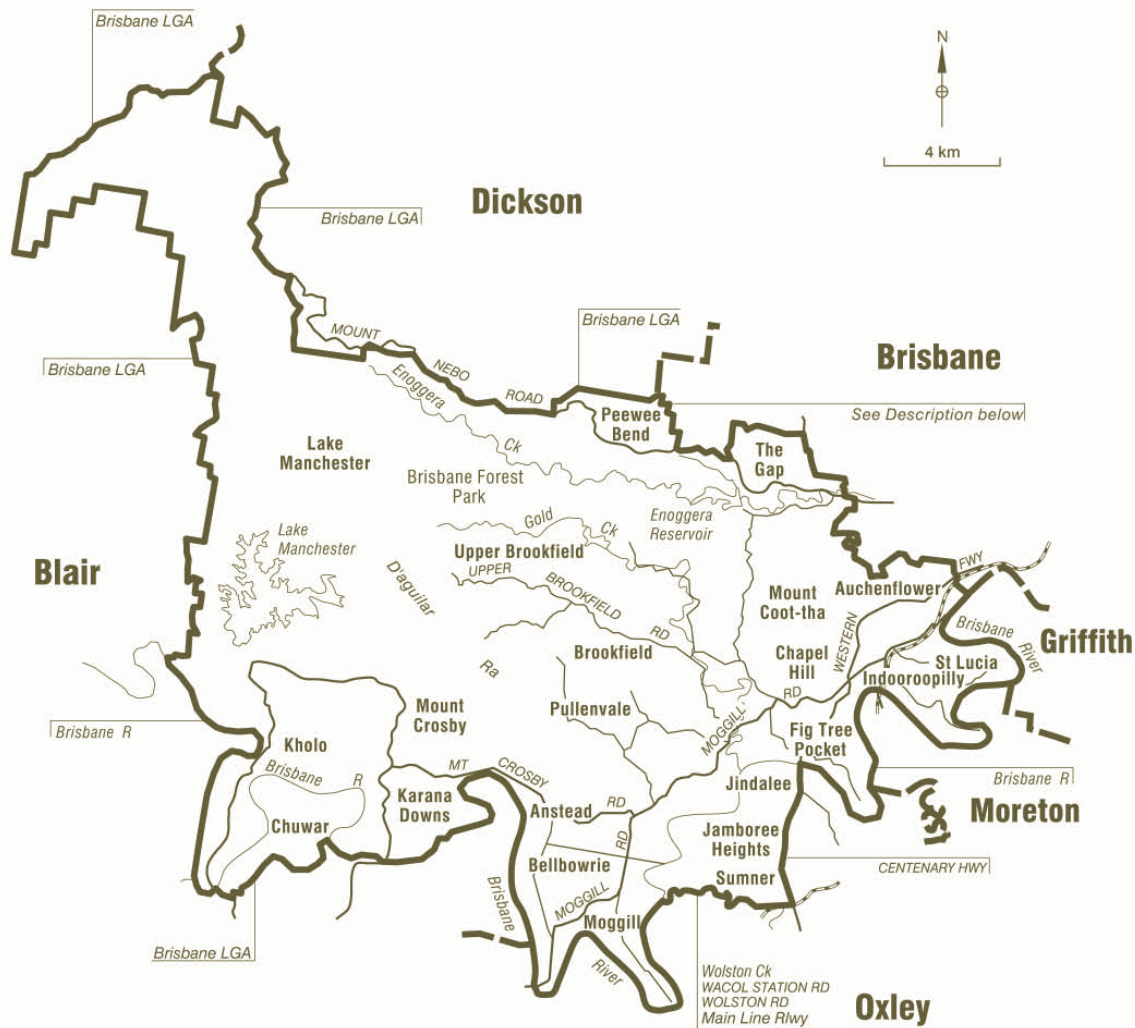 Brisbane LGA
N
4 km
Dickson
Brisbane LGA
Brisbane LGA
MOUNT
NEBO
ROAD
Brisbane
Brisbane LGA
See Description below
Enoggera
Ck
Peewee
Bend
The
Gap
Lake
Manchester
Brisbane Forest
Park
Enoggera
Reservoir
Gold
Ck
Lake
Manchester
Upper Brookfield
UPPER
BROOKFIELD
RD
Blair
D'aguilar
Ra
Mount
Coot-tha
Auchenflower
FWY
WESTERN
Brisbane
River
Griffith
Brookfield
Chapel
Hill
St Lucia
Indooroopilly
Mount
Crosby
Pullenvale
MOGGILL
RD
Fig Tree
Pocket
Brisbane R
Kholo
Brisbane
R
MT
CROSBY
Karana
Downs
Chuwar
Anstead
RD
Jindalee
Brisbane R
Moreton
RD
Jamboree
Heights
Bellbowrie
Sumner
CENTENARY HWY
Brisbane
MOGGILL
Moggill
River
Brisbane LGA
Wolston Ck
WACOL STATION RD
WOLSTON RD
Main Line Rlwy
Oxley